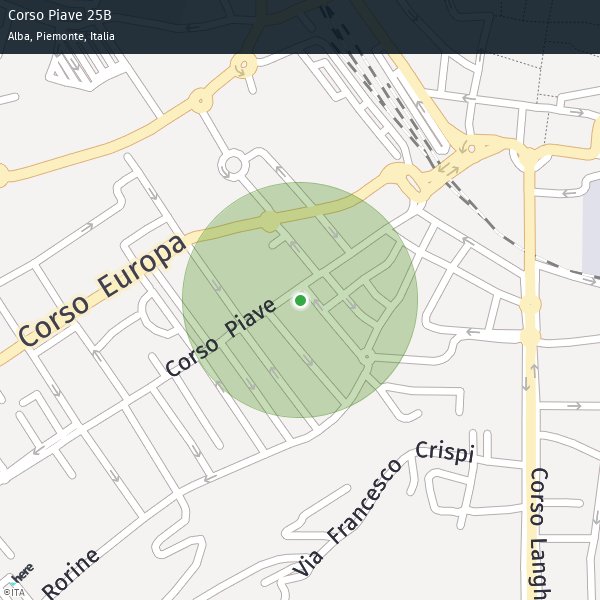 Corso Piave 25B
Alba, Piemonte, Italia
Corso Europa
Corso Piave
Crispi
Via Francesco
Corso Langh
Rorine
here
©ITA